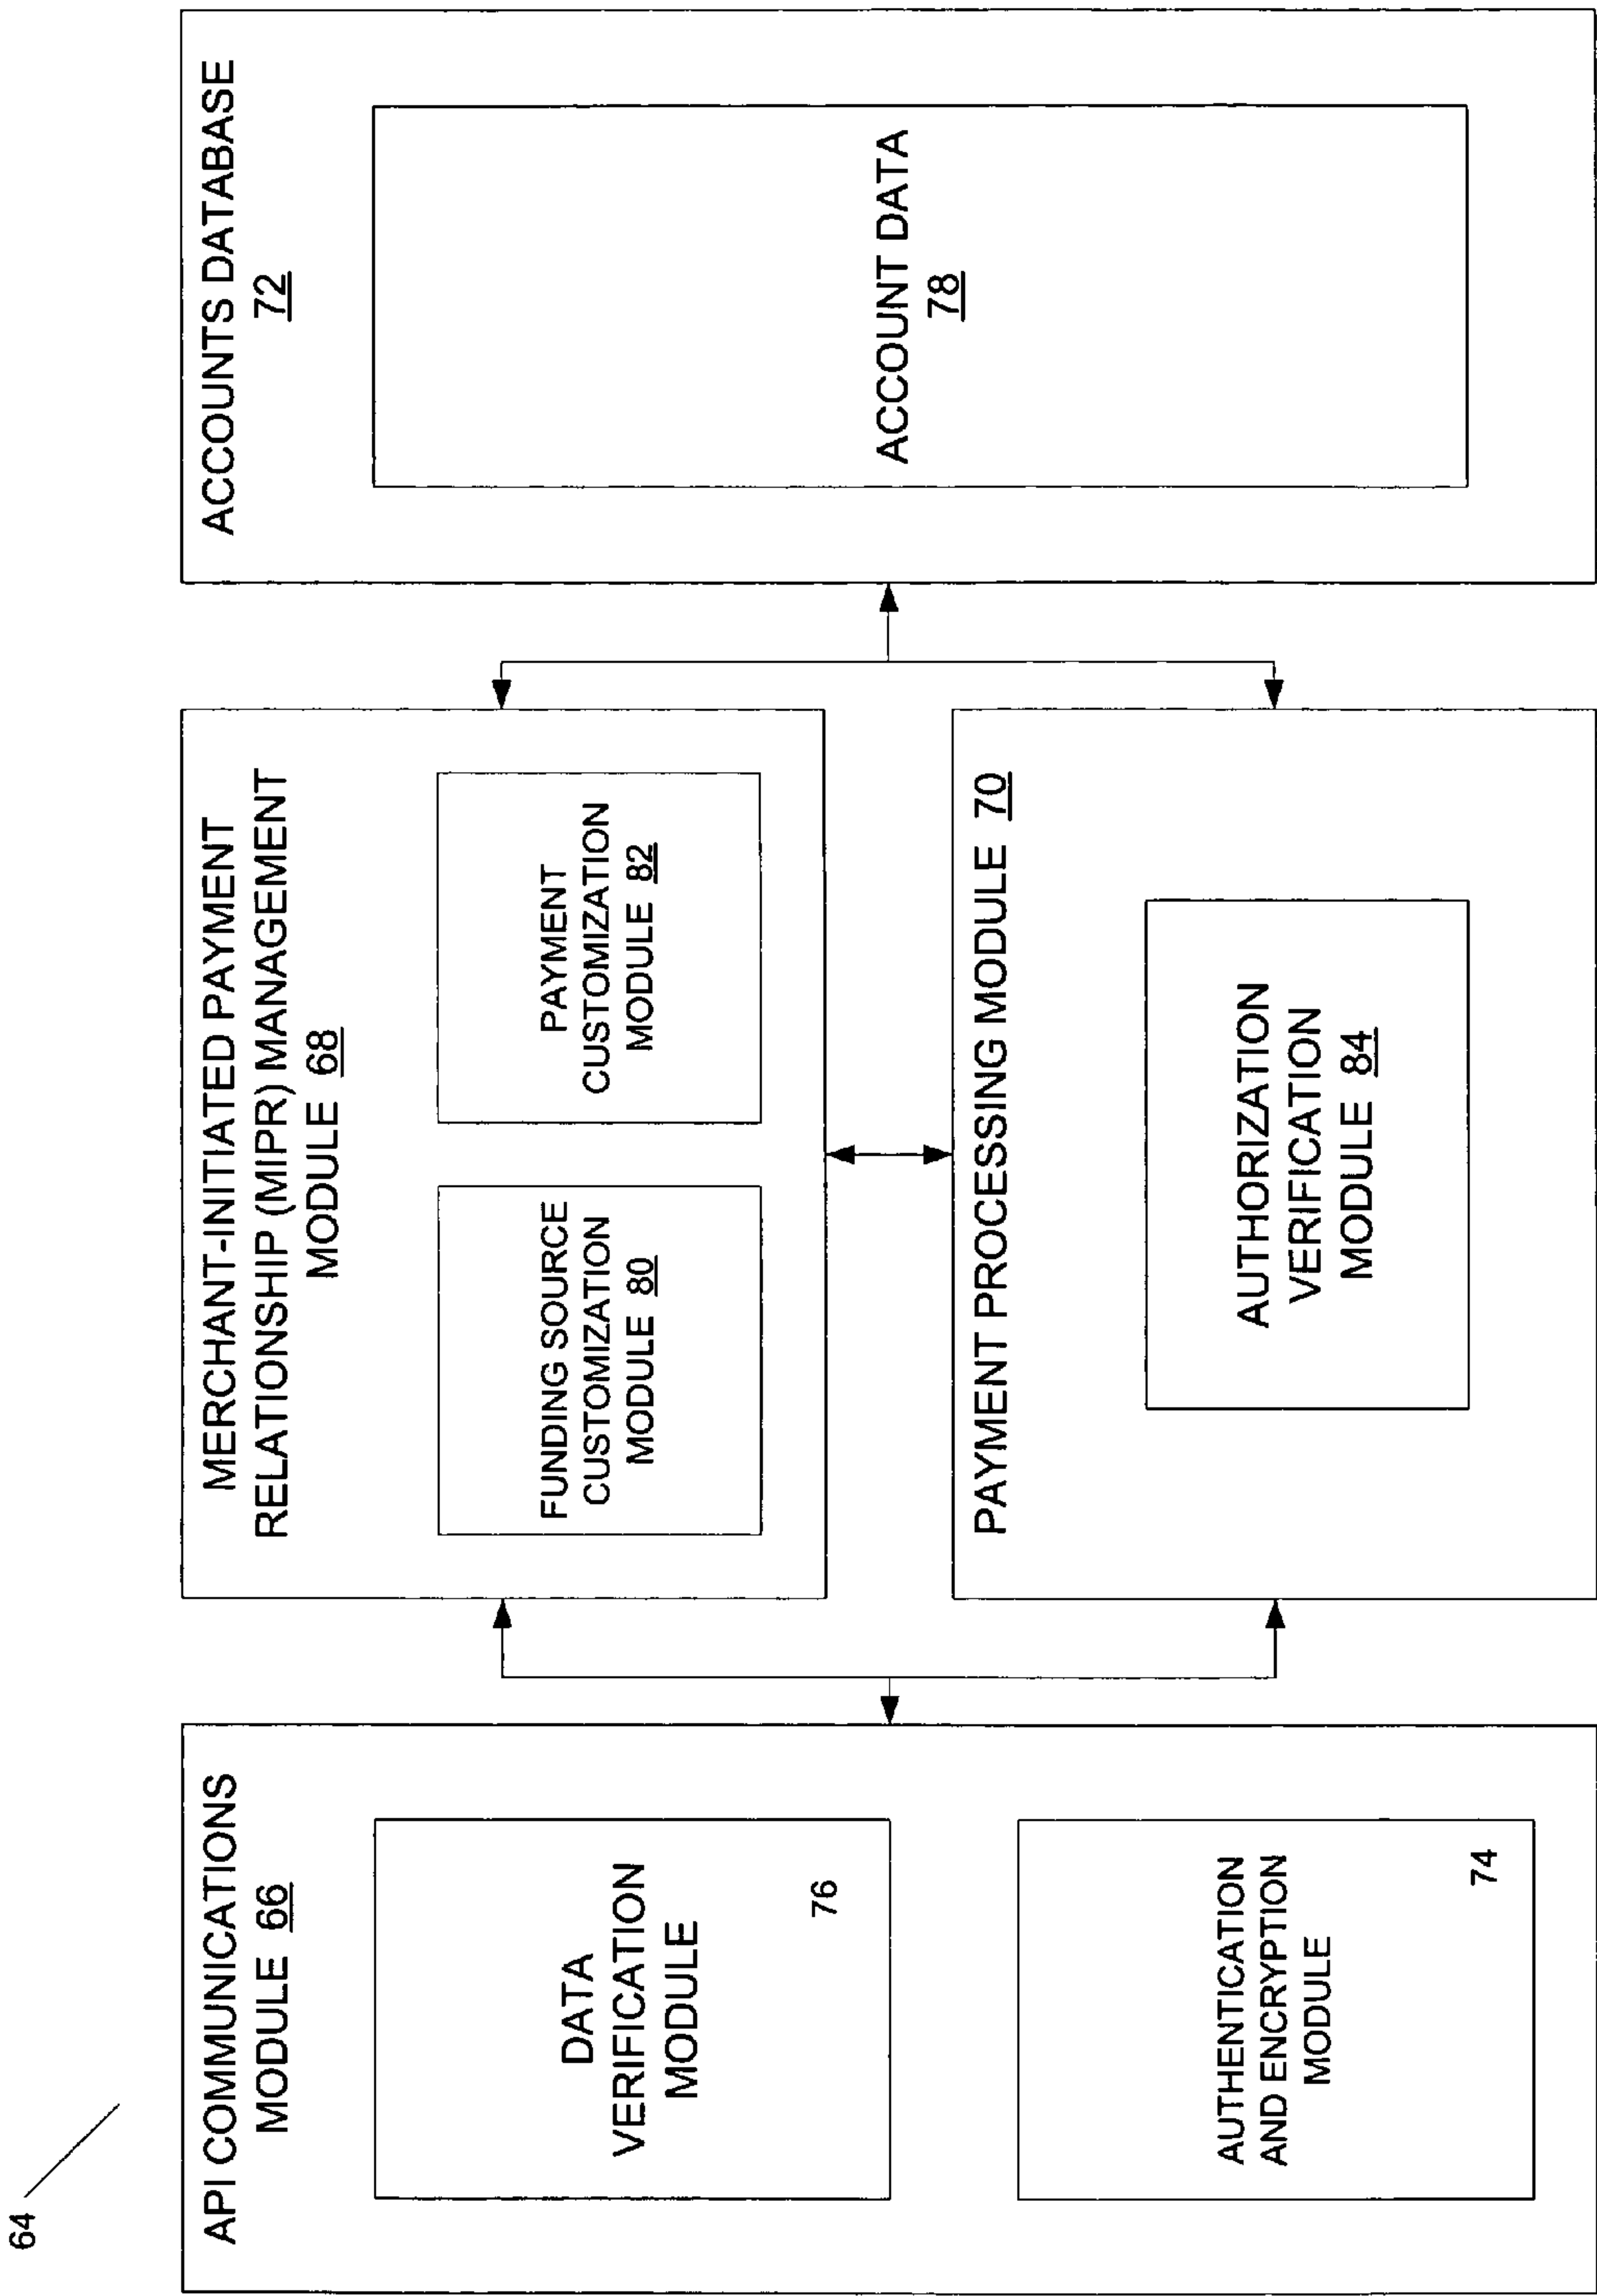 64
API COMMUNICATIONS
MODULE 66
DATA
VERIFICATION
MODULE
76
AUTHENTICATION
AND ENCRYPTION
MODULE
74
MERCHANT-INITIATED PAYMENT
RELATIONSHIP (MIPR) MANAGEMENT
MODULE 68
FUNDING SOURCE
CUSTOMIZATION
MODULE 80
PAYMENT
CUSTOMIZATION
MODULE 82
PAYMENT PROCESSING MODULE 70
AUTHORIZATION
VERIFICATION
MODULE 84
ACCOUNTS DATABASE
72
ACCOUNT DATA
78